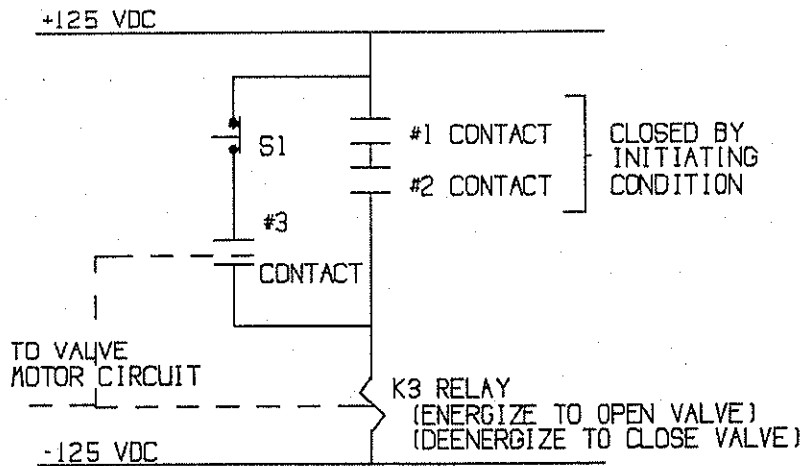 +125 VDC
S1
#1 CONTACT
#2 CONTACT
CLOSED BY
INITIATING
CONDITION
#3
CONTACT
TO VALVE
MOTOR CIRCUIT
K3 RELAY
(ENERGIZE TO OPEN VALVE)
(DEENERGIZE TO CLOSE VALVE)
-125 VDC